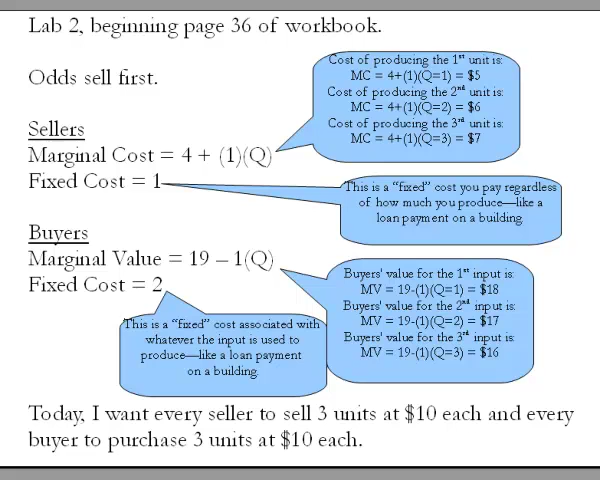 Lab 2, beginning page 36 of workbook.
Odds sell first.
Sellers
Marginal Cost = 4 + (1)(Q)
Fixed Cost = 1
Cost of producing the 1st unit is:
MC = 4+(1)(Q=1) = $5
Cost of producing the 2nd unit is:
MC = 4+(1)(Q=2) = $6
Cost of producing the 3rd unit is:
MC = 4+(1)(Q=3) = $7
This is a “fixed” cost you pay regardless
of how much you produce—like a
loan payment on a building.
Buyers
Marginal Value = 19 – 1(Q)
Fixed Cost = 2
Buyers' value for the 1st input is:
MV = 19-(1)(Q=1) = $18
Buyers' value for the 2nd input is:
MV = 19-(1)(Q=2) = $17
Buyers' value for the 3rd input is:
MV = 19-(1)(Q=3) = $16
This is a “fixed” cost associated with
whatever the input is used to
produce—like a loan payment
on a building.
Today, I want every seller to sell 3 units at $10 each and every
buyer to purchase 3 units at $10 each.